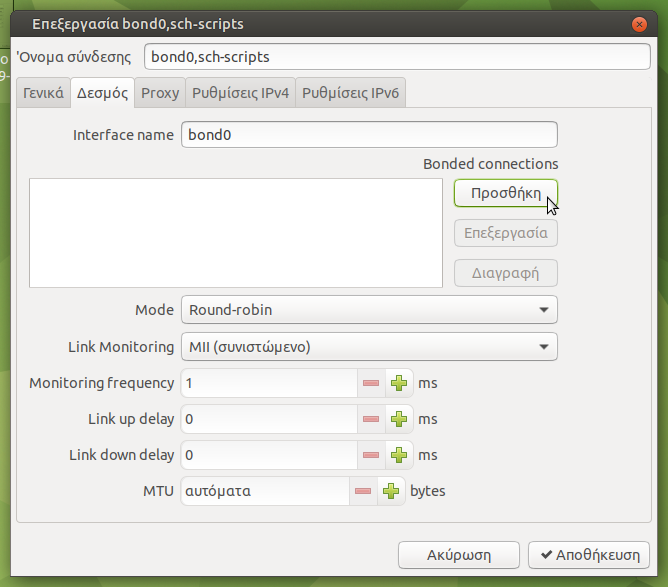 Επεξεργασία bond0,sch-scripts
Όνομα σύνδεσης bond0,sch-scripts
Γενικά Δεσμός Proxy Ρυθμίσεις IPv4 Ρυθμίσεις IPv6
Interface name bond0
Bonded connections
Προσθήκη
Επεξεργασία
Διαγραφή
Mode Round-robin
Link Monitoring MII (συνιστώμενο)
Monitoring frequency 1 ms
Link up delay 0 ms
Link down delay 0 ms
MTU αυτόματα bytes
Ακύρωση Αποθήκευση